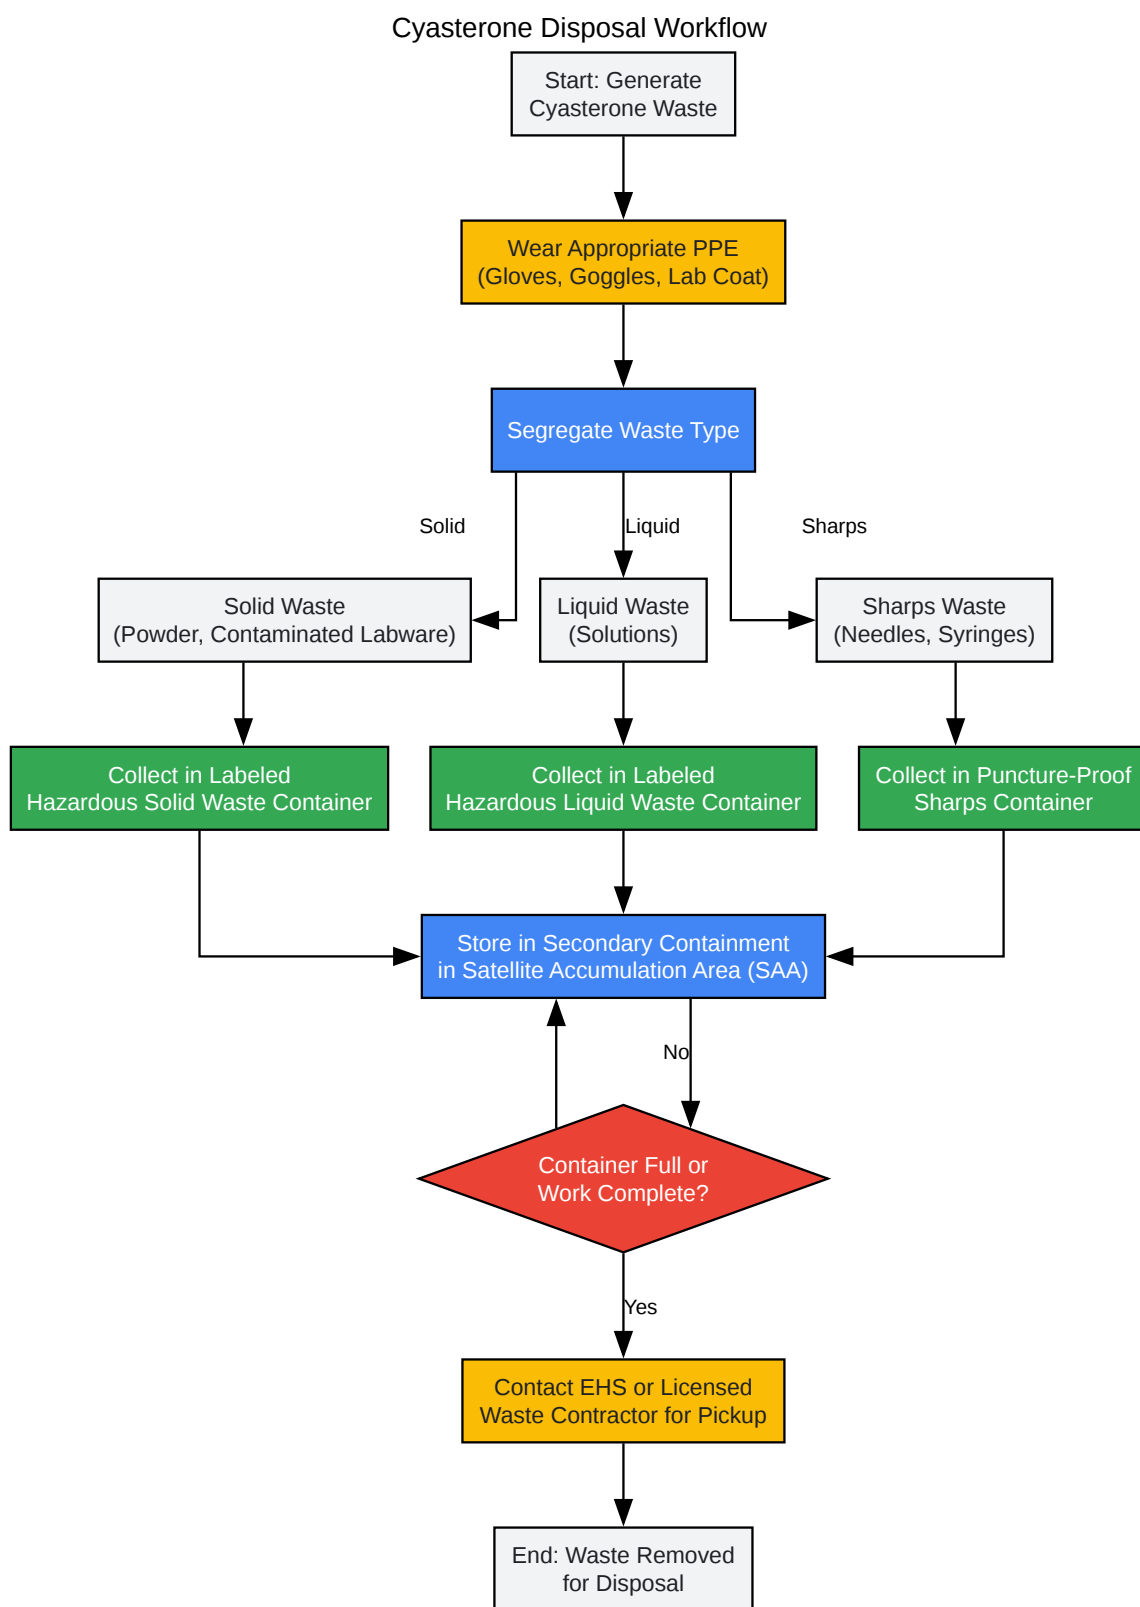 Cyasterone Disposal Workflow
Start: Generate
Cyasterone Waste
Wear Appropriate PPE
(Gloves, Goggles, Lab Coat)
Segregate Waste Type
Solid
Liquid
Sharps
Solid Waste
(Powder, Contaminated Labware)
Liquid Waste
(Solutions)
Sharps Waste
(Needles, Syringes)
Collect in Labeled
Hazardous Solid Waste Container
Collect in Labeled
Hazardous Liquid Waste Container
Collect in Puncture-Proof
Sharps Container
Store in Secondary Containment
in Satellite Accumulation Area (SAA)
No
Container Full or
Work Complete?
Yes
Contact EHS or Licensed
Waste Contractor for Pickup
End: Waste Removed
for Disposal